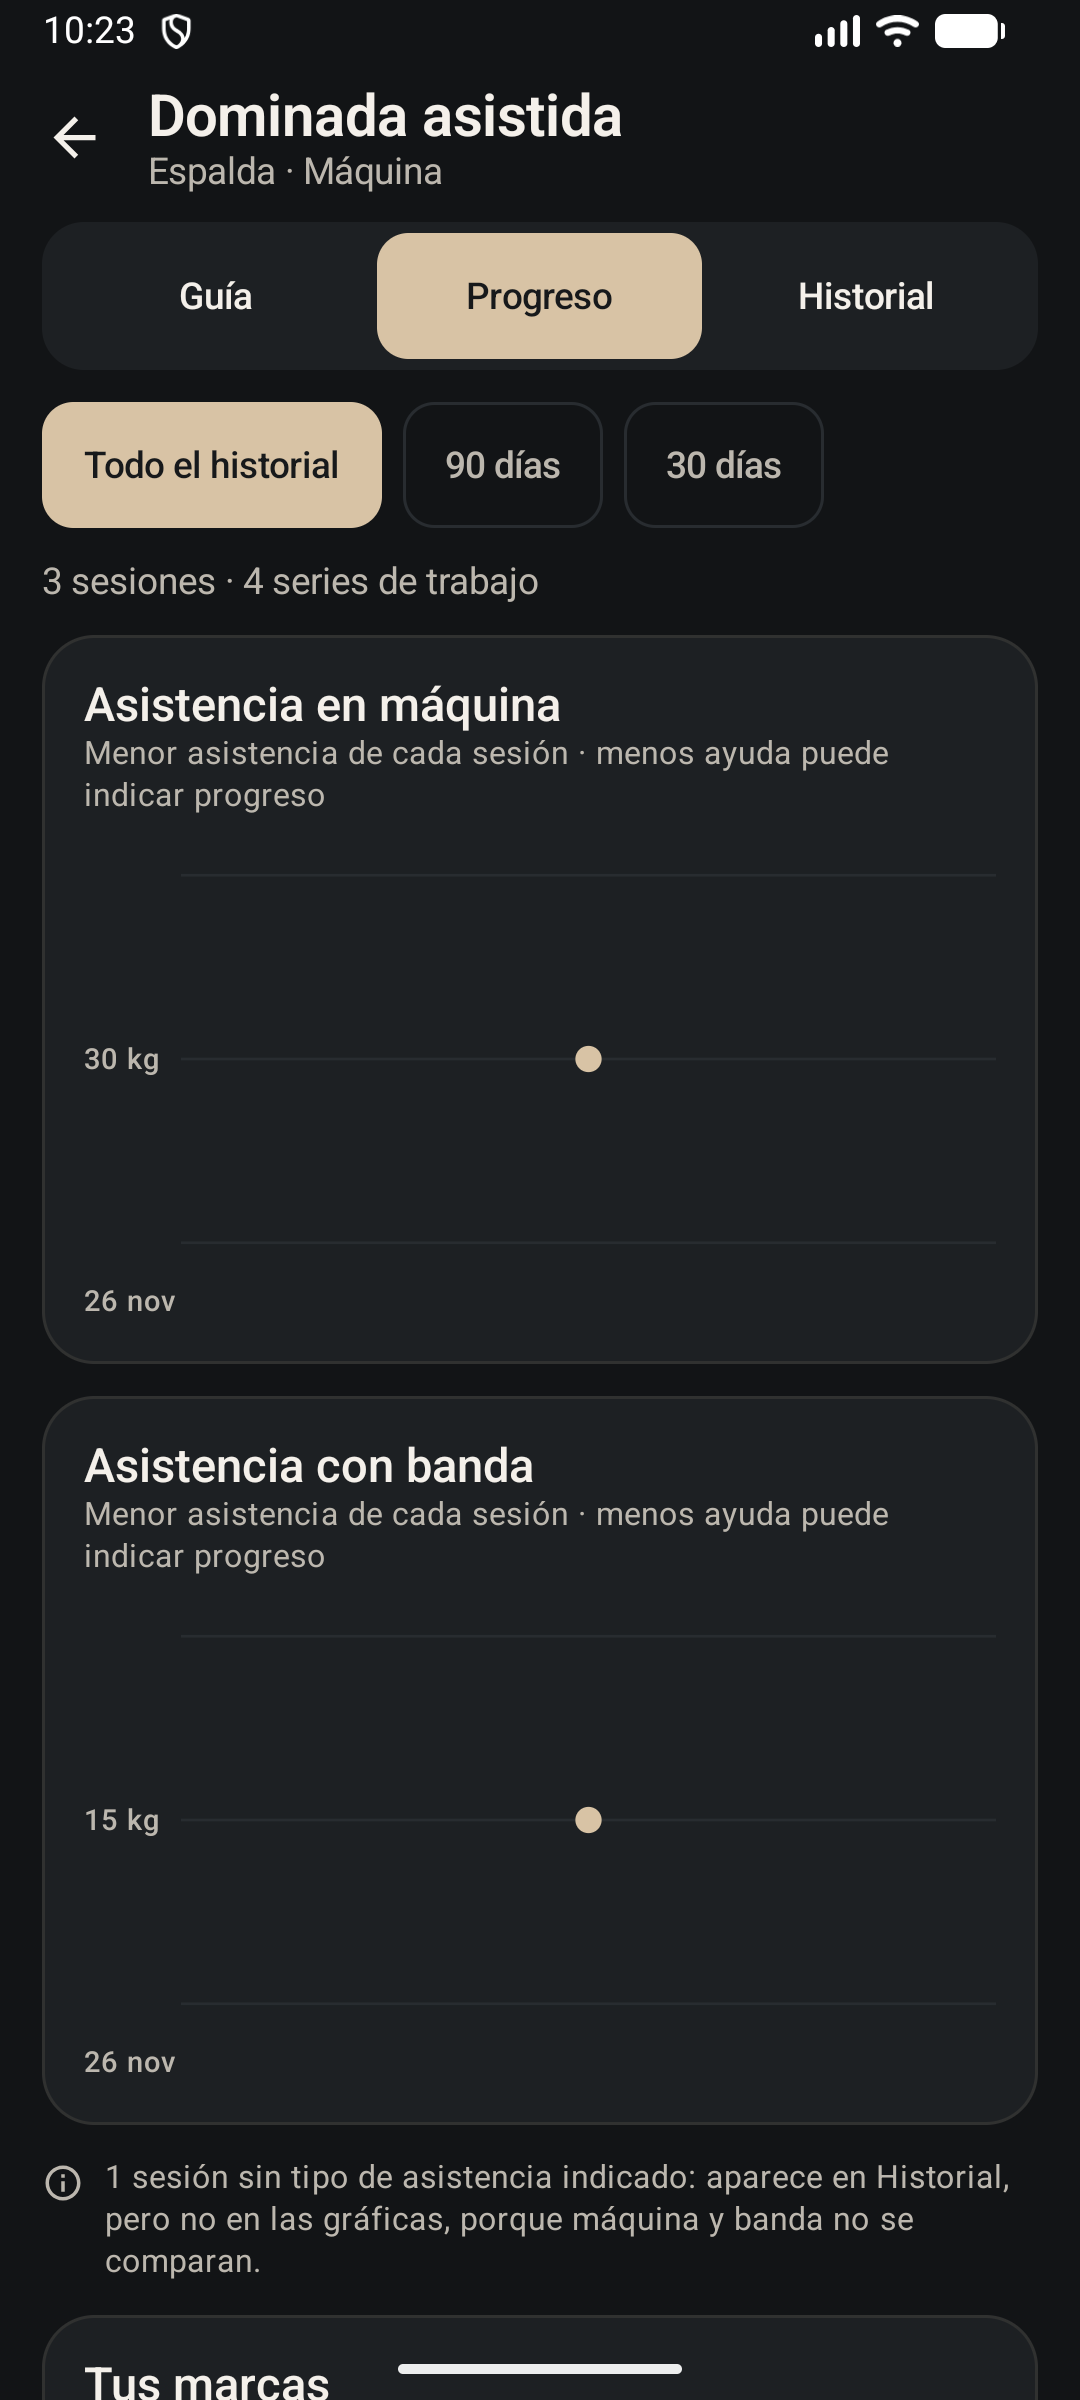 10:23
Dominada asistida
Espalda · Máquina
Guía
Progreso
Historial
Todo el historial
90 días
30 días
3 sesiones · 4 series de trabajo
Asistencia en máquina
Menor asistencia de cada sesión · menos ayuda puede
indicar progreso
30 kg
26 nov
Asistencia con banda
Menor asistencia de cada sesión · menos ayuda puede
indicar progreso
15 kg
26 nov
1 sesión sin tipo de asistencia indicado: aparece en Historial,
pero no en las gráficas, porque máquina y banda no se
comparan.
Tus marcas